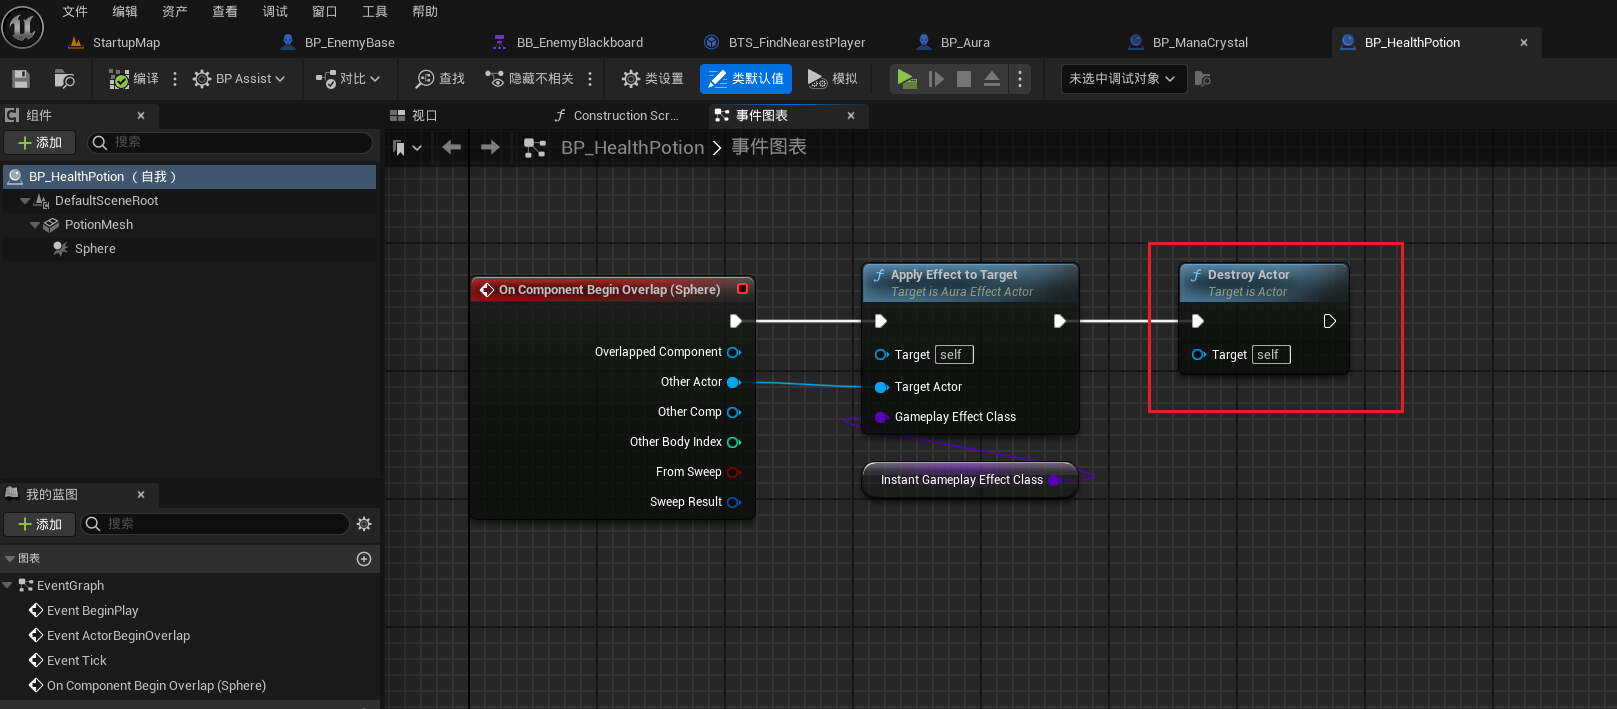 文件 编辑 资产 查看 调试 窗口 工具 帮助
StartupMap BP_EnemyBase BB_EnemyBlackboard BTS_FindNearestPlayer BP_Aura BP_ManaCrystal BP_HealthPotion
编译 BP Assist 对比 查找 隐藏不相关 类设置 类默认值 模拟 未选中调试对象
组件 视口 Construction Scr... 事件图表
添加 搜索
BP_HealthPotion > 事件图表
BP_HealthPotion （自我）
DefaultSceneRoot
PotionMesh
Sphere
On Component Begin Overlap (Sphere)
Overlapped Component
Other Actor
Other Comp
Other Body Index
From Sweep
Sweep Result
Apply Effect to Target
Target is Aura Effect Actor
Target self
Target Actor
Gameplay Effect Class
Instant Gameplay Effect Class
Destroy Actor
Target is Actor
Target self
我的蓝图
添加 搜索
图表
EventGraph
Event BeginPlay
Event ActorBeginOverlap
Event Tick
On Component Begin Overlap (Sphere)